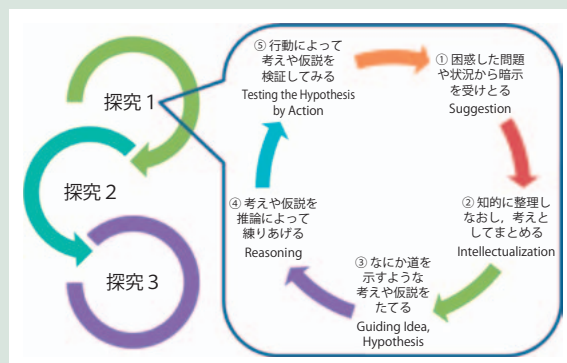 探究 1
探究 2
探究 3
① 困惑した問題
や状況から暗示
を受けとる
Suggestion
② 知的に整理し
なおし，考えと
してまとめる
Intellectualization
③ なにか道を
示すような
考えや仮説を
たてる
Guiding Idea,
Hypothesis
④ 考えや仮説を
推論によって
練りあげる
Reasoning
⑤ 行動によって
考えや仮説を
検証してみる
Testing the Hypothesis
by Action